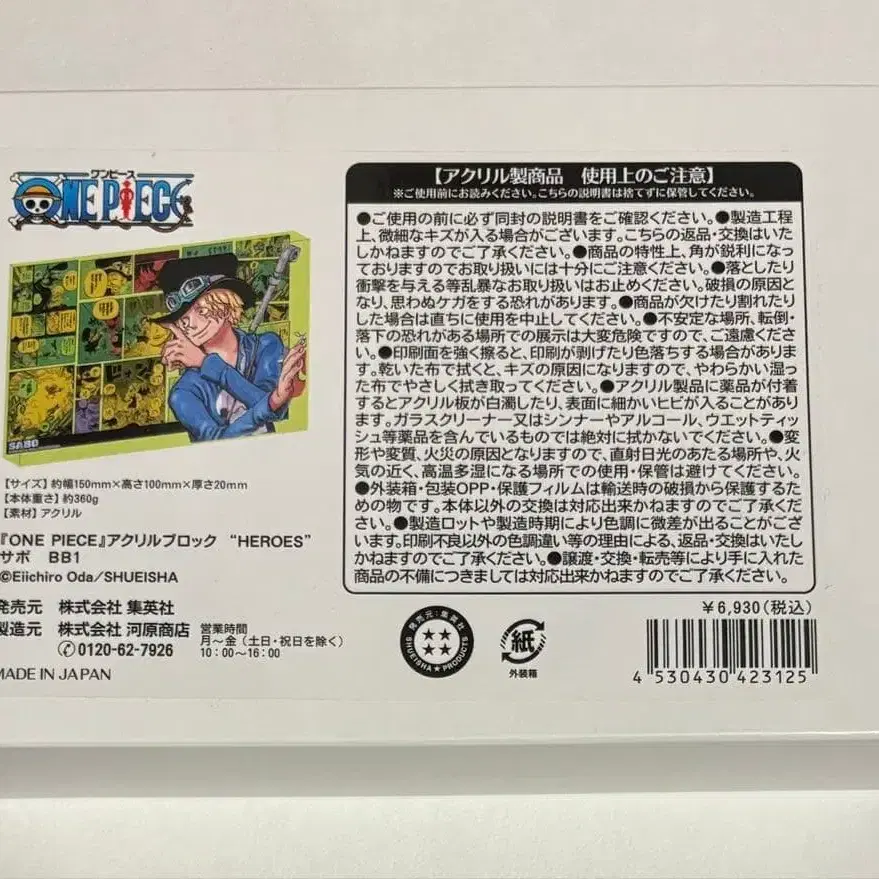 ワンピース
ONE PIECE
SABO
【サイズ】約幅150mm×高さ100mm×厚さ20mm
【本体重さ】約360g
【素材】アクリル
『ONE PIECE』アクリルブロック “HEROES”
サボ BB1
©Eiichiro Oda/SHUEISHA
発売元 株式会社 集英社
製造元 株式会社 河原商店
0120-62-7926
営業時間
月～金(土日・祝日を除く)
10:00～16:00
MADE IN JAPAN
【アクリル製商品 使用上のご注意】
※ご使用前にお読みください。こちらの説明書は捨てずに保管してください。
●ご使用の前に必ず同封の説明書をご確認ください。●製造工程
上、微細なキズが入る場合がございます。こちらの返品・交換はいた
しかねますのでご了承ください。●商品の特性上、角が鋭利になっ
ておりますのでお取り扱いには十分にご注意ください。●落としたり
衝撃を与える等乱暴なお取り扱いはお止めください。破損の原因と
なり、思わぬケガをする恐れがあります。●商品が欠けたり割れたり
した場合は直ちに使用を中止してください。●不安定な場所、転倒・
落下の恐れがある場所での展示は大変危険ですので、ご遠慮くださ
い。●印刷面を強く擦ると、印刷が剥げたり色落ちする場合がありま
す。乾いた布で拭くと、キズの原因になりますので、やわらかい湿っ
た布でやさしく拭き取ってください。●アクリル製品に薬品が付着
するとアクリル板が白濁したり、表面に細かいヒビが入ることがあり
ます。ガラスクリーナー又はシンナーやアルコール、ウエットティッ
シュ等薬品を含んでいるものでは絶対に拭かないでください。●変
形や変質、火災の原因となりますので、直射日光のあたる場所や、火
気の近く、高温多湿になる場所での使用・保管は避けてください。
●外装箱・包装OPP・保護フィルムは輸送時の破損から保護するた
めの物です。本体以外の交換は対応出来かねますのでご了承くださ
い。●製造ロットや製造時期により色調に微差が出ることがござ
います。印刷不良以外の色調違い等の理由による、返品・交換はいた
しかねますのでご了承ください。●譲渡・交換・転売等により手に入れた
商品の不備につきましては対応出来かねますのでご了承ください。
発売元:集英社
SHUEISHA★PRODUCTS
紙
外装箱
￥6,930(税込)
4 530430 423125